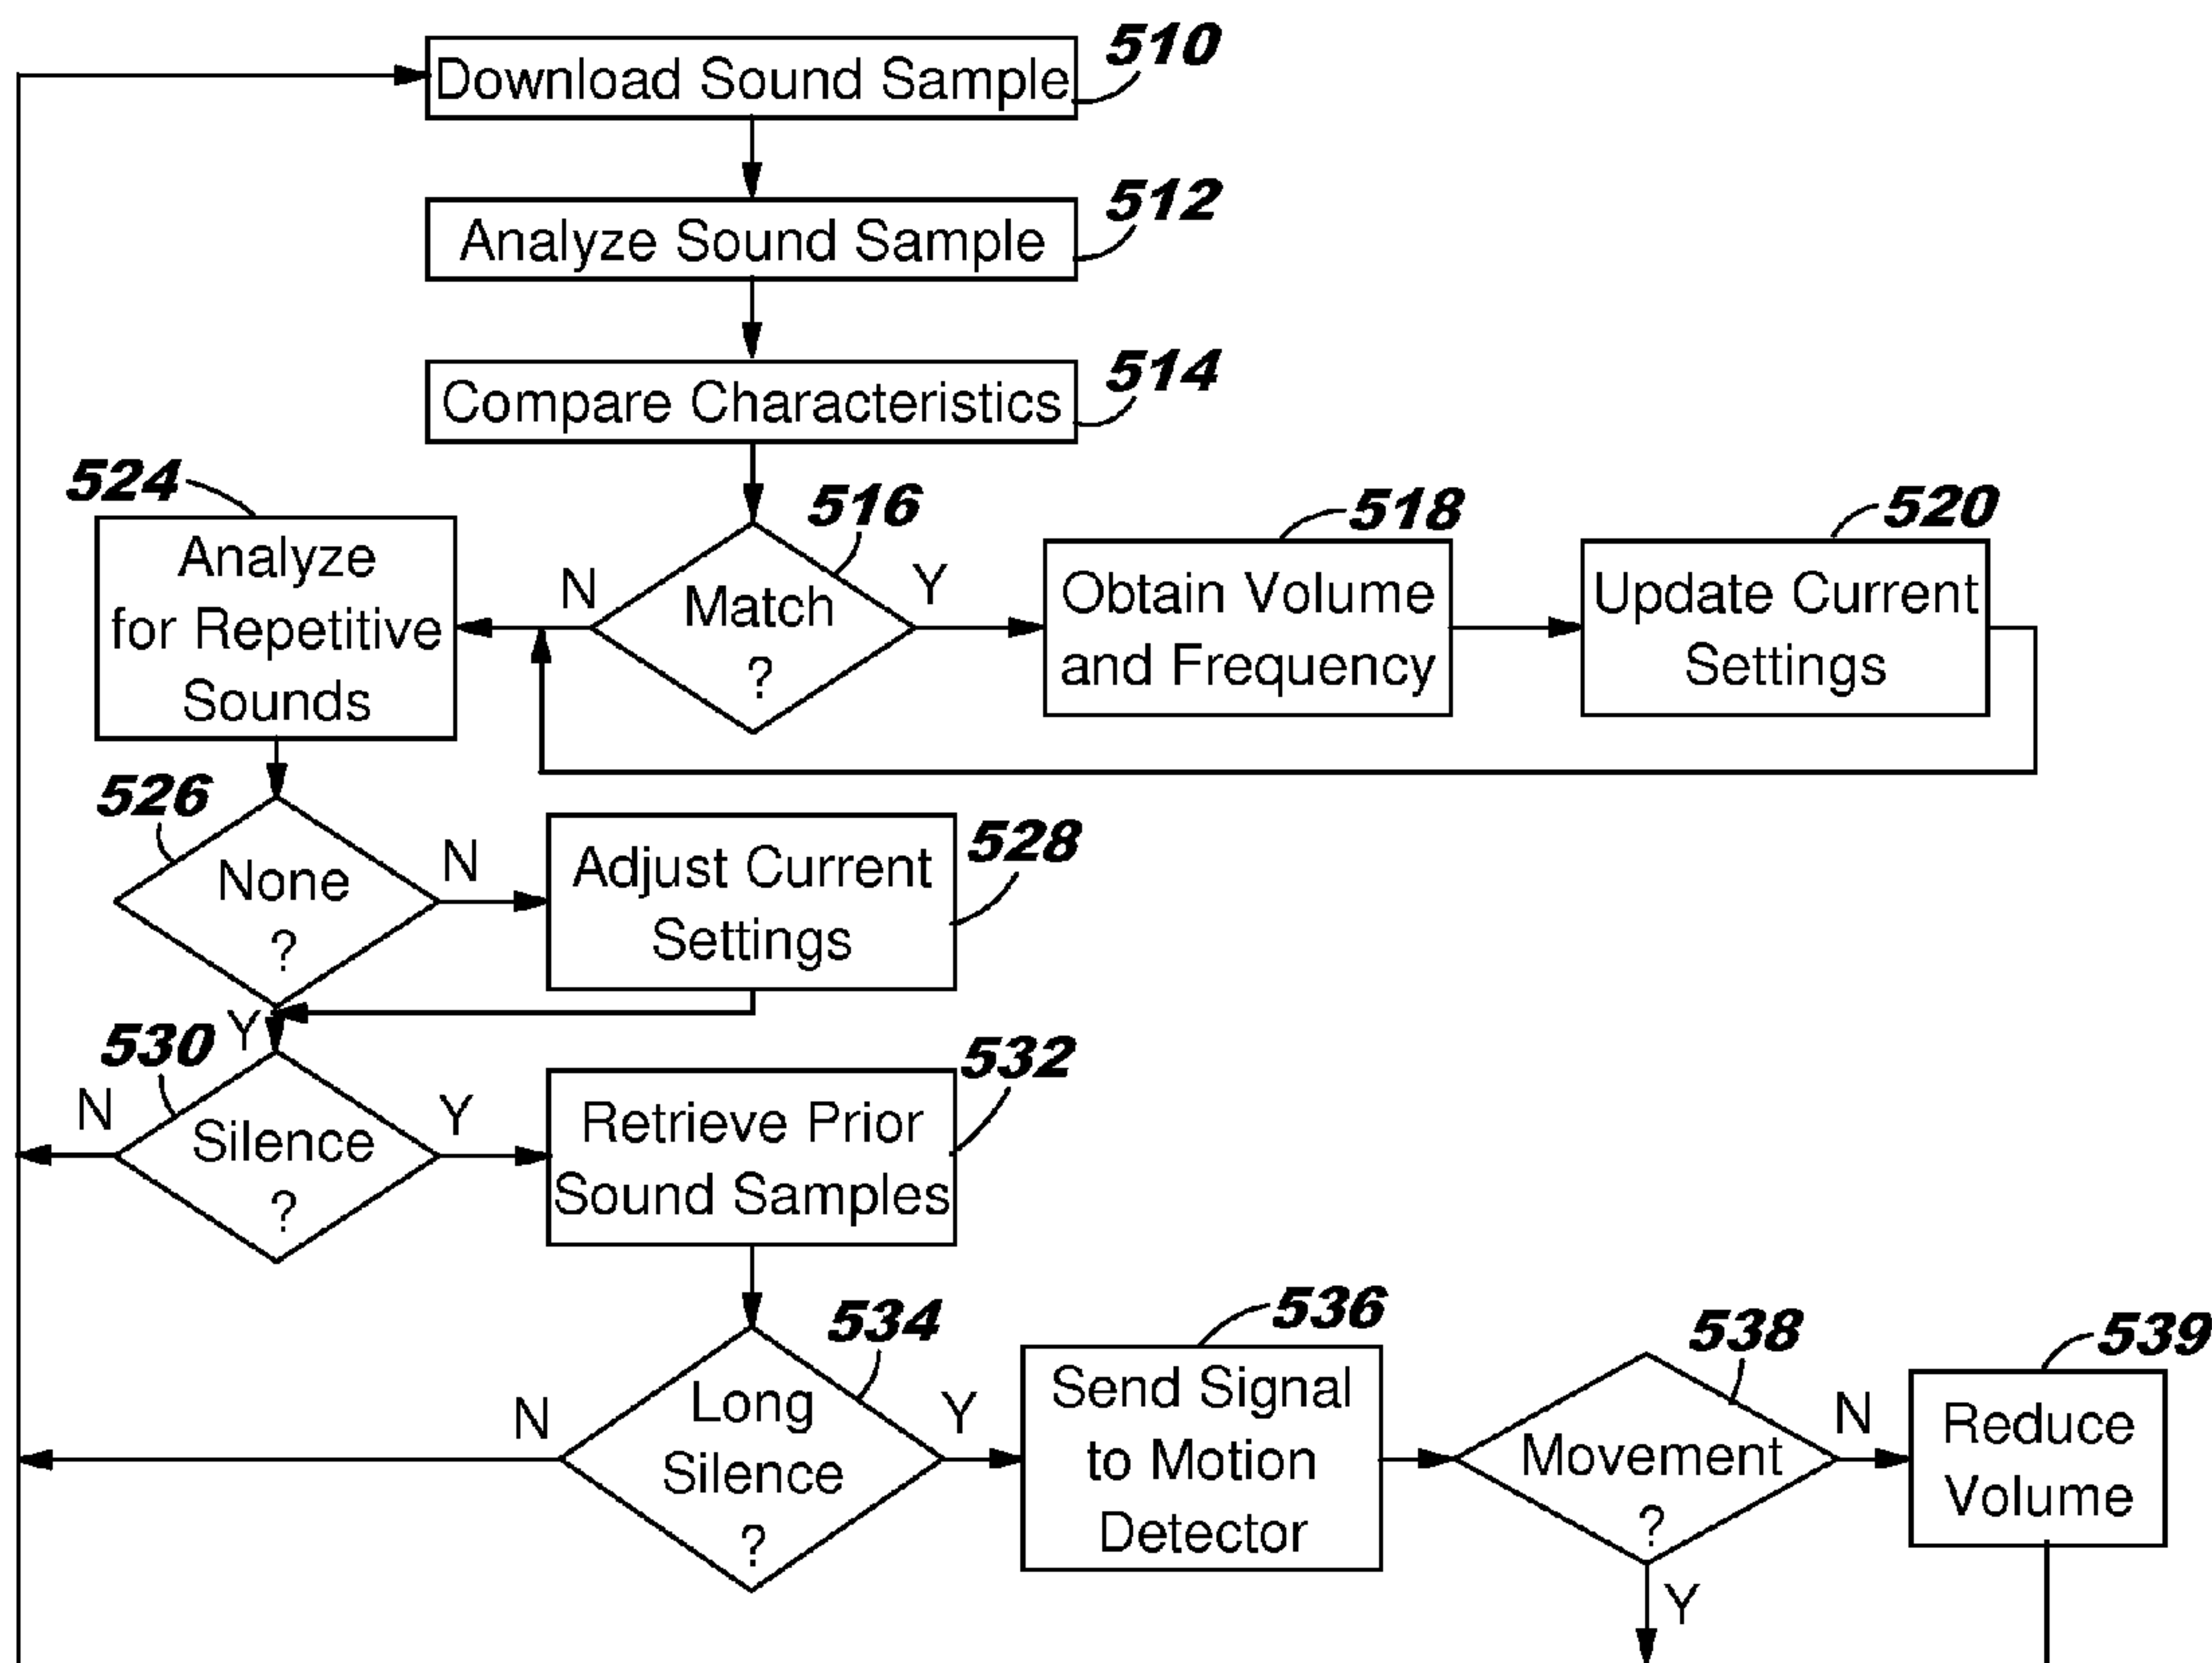 Download Sound Sample
510
Analyze Sound Sample
512
Compare Characteristics
514
524
Analyze
for Repetitive
Sounds
N
516
Match
?
Y
518
Obtain Volume
and Frequency
520
Update Current
Settings
526
None
?
N
Y
528
Adjust Current
Settings
530
N
Silence
?
Y
532
Retrieve Prior
Sound Samples
N
534
Long
Silence
?
Y
536
Send Signal
to Motion
Detector
538
Movement
?
N
Y
539
Reduce
Volume